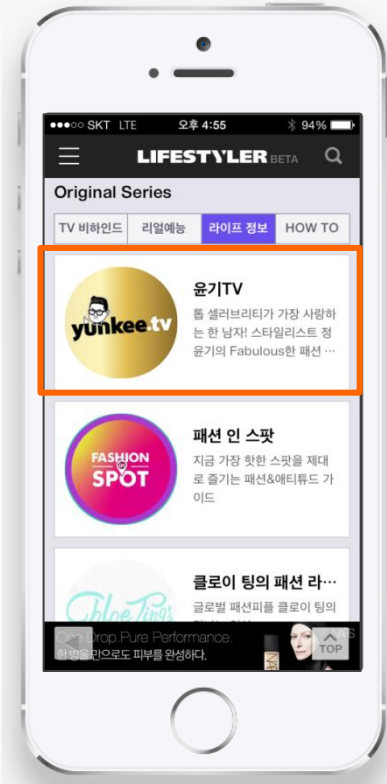 SKT LTE 오후 4:55 94%
LIFESTYLER BETA
Original Series
TV 비하인드 리얼예능 라이프 정보 HOW TO
yunkee.tv
윤기TV
톱 셀러브리티가 가장 사랑하
는 한 남자! 스타일리스트 정
윤기의 Fabulous한 패션 …
FASHION
IN
SPOT
패션 인 스팟
지금 가장 핫한 스팟을 제대
로 즐기는 패션&애티튜드 가
이드
Chloe Ting's
클로이 팅의 패션 라…
글로벌 패션피플 클로이 팅의
One Drop.Pure Performance.
한 방울만으로도 피부를 완성하다.
NARS
TOP